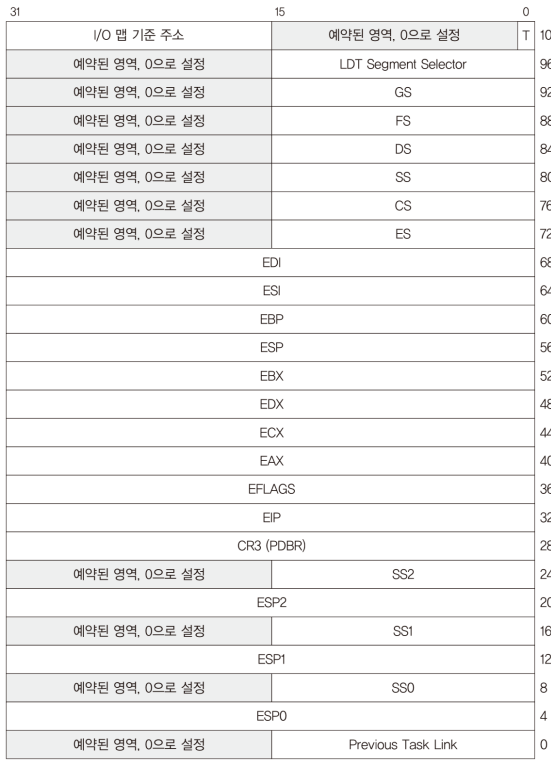 31 15 0
I/O 맵 기준 주소 예약된 영역, 0으로 설정 T 10
예약된 영역, 0으로 설정 LDT Segment Selector 96
예약된 영역, 0으로 설정 GS 92
예약된 영역, 0으로 설정 FS 88
예약된 영역, 0으로 설정 DS 84
예약된 영역, 0으로 설정 SS 80
예약된 영역, 0으로 설정 CS 76
예약된 영역, 0으로 설정 ES 72
EDI 68
ESI 64
EBP 60
ESP 56
EBX 52
EDX 48
ECX 44
EAX 40
EFLAGS 36
EIP 32
CR3 (PDBR) 28
예약된 영역, 0으로 설정 SS2 24
ESP2 20
예약된 영역, 0으로 설정 SS1 16
ESP1 12
예약된 영역, 0으로 설정 SS0 8
ESP0 4
예약된 영역, 0으로 설정 Previous Task Link 0